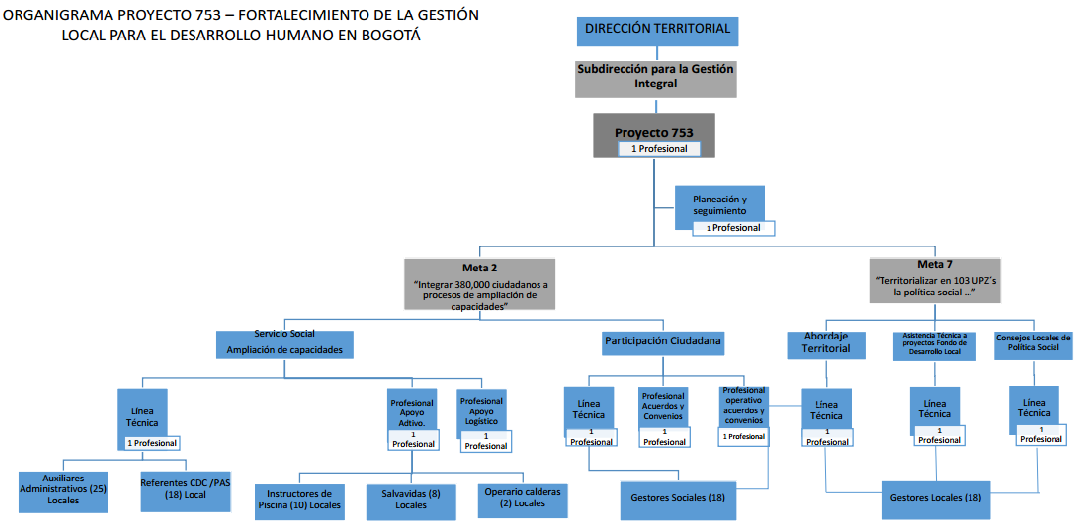 ORGANIGRAMA PROYECTO 753 – FORTALECIMIENTO DE LA GESTIÓN
LOCAL PARA EL DESARROLLO HUMANO EN BOGOTÁ
DIRECCIÓN TERRITORIAL
Subdirección para la Gestión
Integral
Proyecto 753
1 Profesional
Planeación y
seguimiento
1 Profesional
Meta 2
“Integrar 380,000 ciudadanos a
procesos de ampliación de
capacidades”
Meta 7
“Territorializar en 103 UPZ´s
la política social ...”
Servicio Social
Ampliación de capacidades
Participación Ciudadana
Abordaje
Territorial
Asistencia Técnica a
proyectos Fondo de
Desarrollo Local
Consejos Locales de
Política Social
Línea
Técnica
1 Profesional
Profesional
Apoyo
Adtivo.
1
Profesional
Profesional
Apoyo
Logístico
1
Profesional
Línea
Técnica
1
Profesional
Profesional
Acuerdos y
Convenios
1
Profesional
Profesional
operativo
acuerdos y
convenios
1 Profesional
Línea
Técnica
1
Profesional
Línea
Técnica
1
Profesional
Línea
Técnica
1
Profesional
Auxiliares
Administrativos (25)
Locales
Referentes CDC /PAS
(18) Local
Instructores de
Piscina (10) Locales
Salvavidas (8)
Locales
Operario calderas
(2) Locales
Gestores Sociales (18)
Gestores Locales (18)